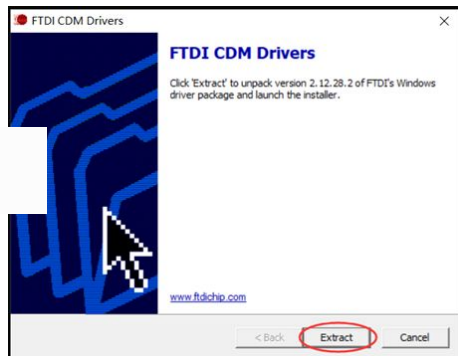 FTDI CDM Drivers
FTDI CDM Drivers
Click 'Extract' to unpack version 2.12.28.2 of FTDI's Windows
driver package and launch the installer.
www.ftdichip.com
< Back Extract Cancel